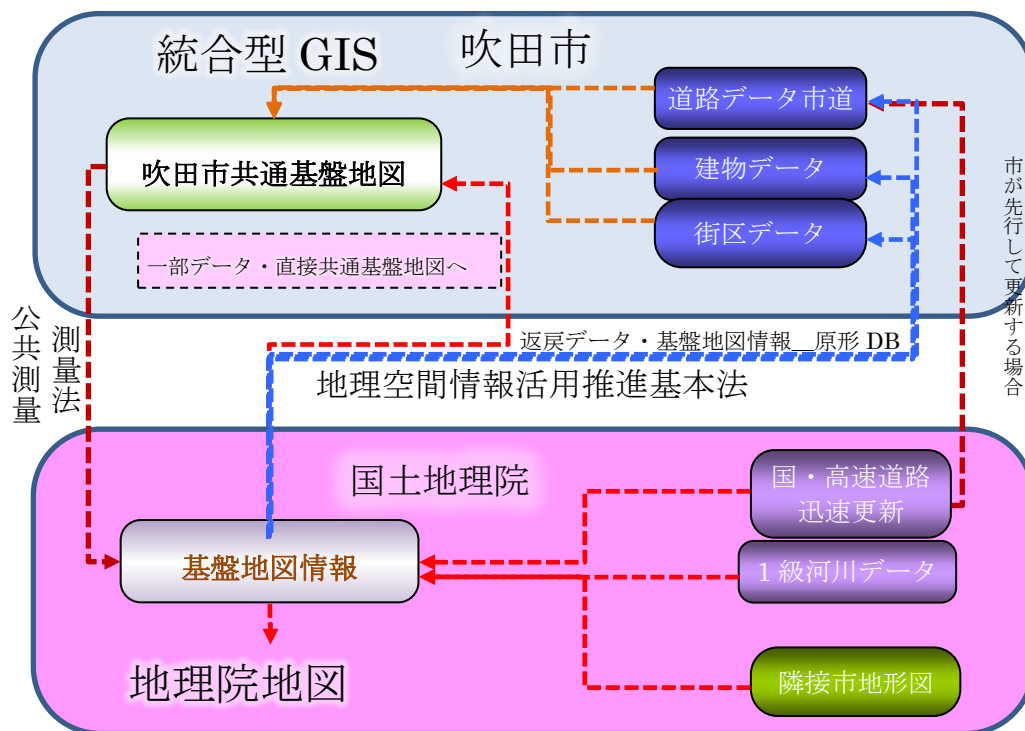 統合型 GIS
吹田市
道路データ市道
吹田市共通基盤地図
建物データ
街区データ
一部データ・直接共通基盤地図へ
市が先行して更新する場合
返戻データ・基盤地図情報__原形 DB
地理空間情報活用推進基本法
測量法
公共測量
国土地理院
国・高速道路
迅速更新
基盤地図情報
１級河川データ
地理院地図
隣接市地形図